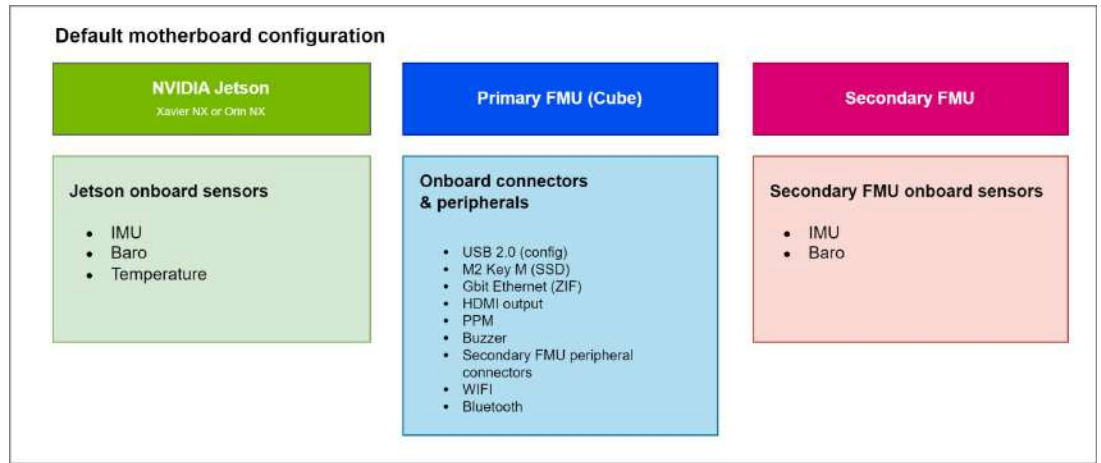 Default motherboard configuration
NVIDIA Jetson
Xavier NX or Orin NX
Primary FMU (Cube)
Secondary FMU
Jetson onboard sensors
• IMU
• Baro
• Temperature
Onboard connectors
& peripherals
• USB 2.0 (config)
• M2 Key M (SSD)
• Gbit Ethernet (ZIF)
• HDMI output
• PPM
• Buzzer
• Secondary FMU peripheral
connectors
• WIFI
• Bluetooth
Secondary FMU onboard sensors
• IMU
• Baro